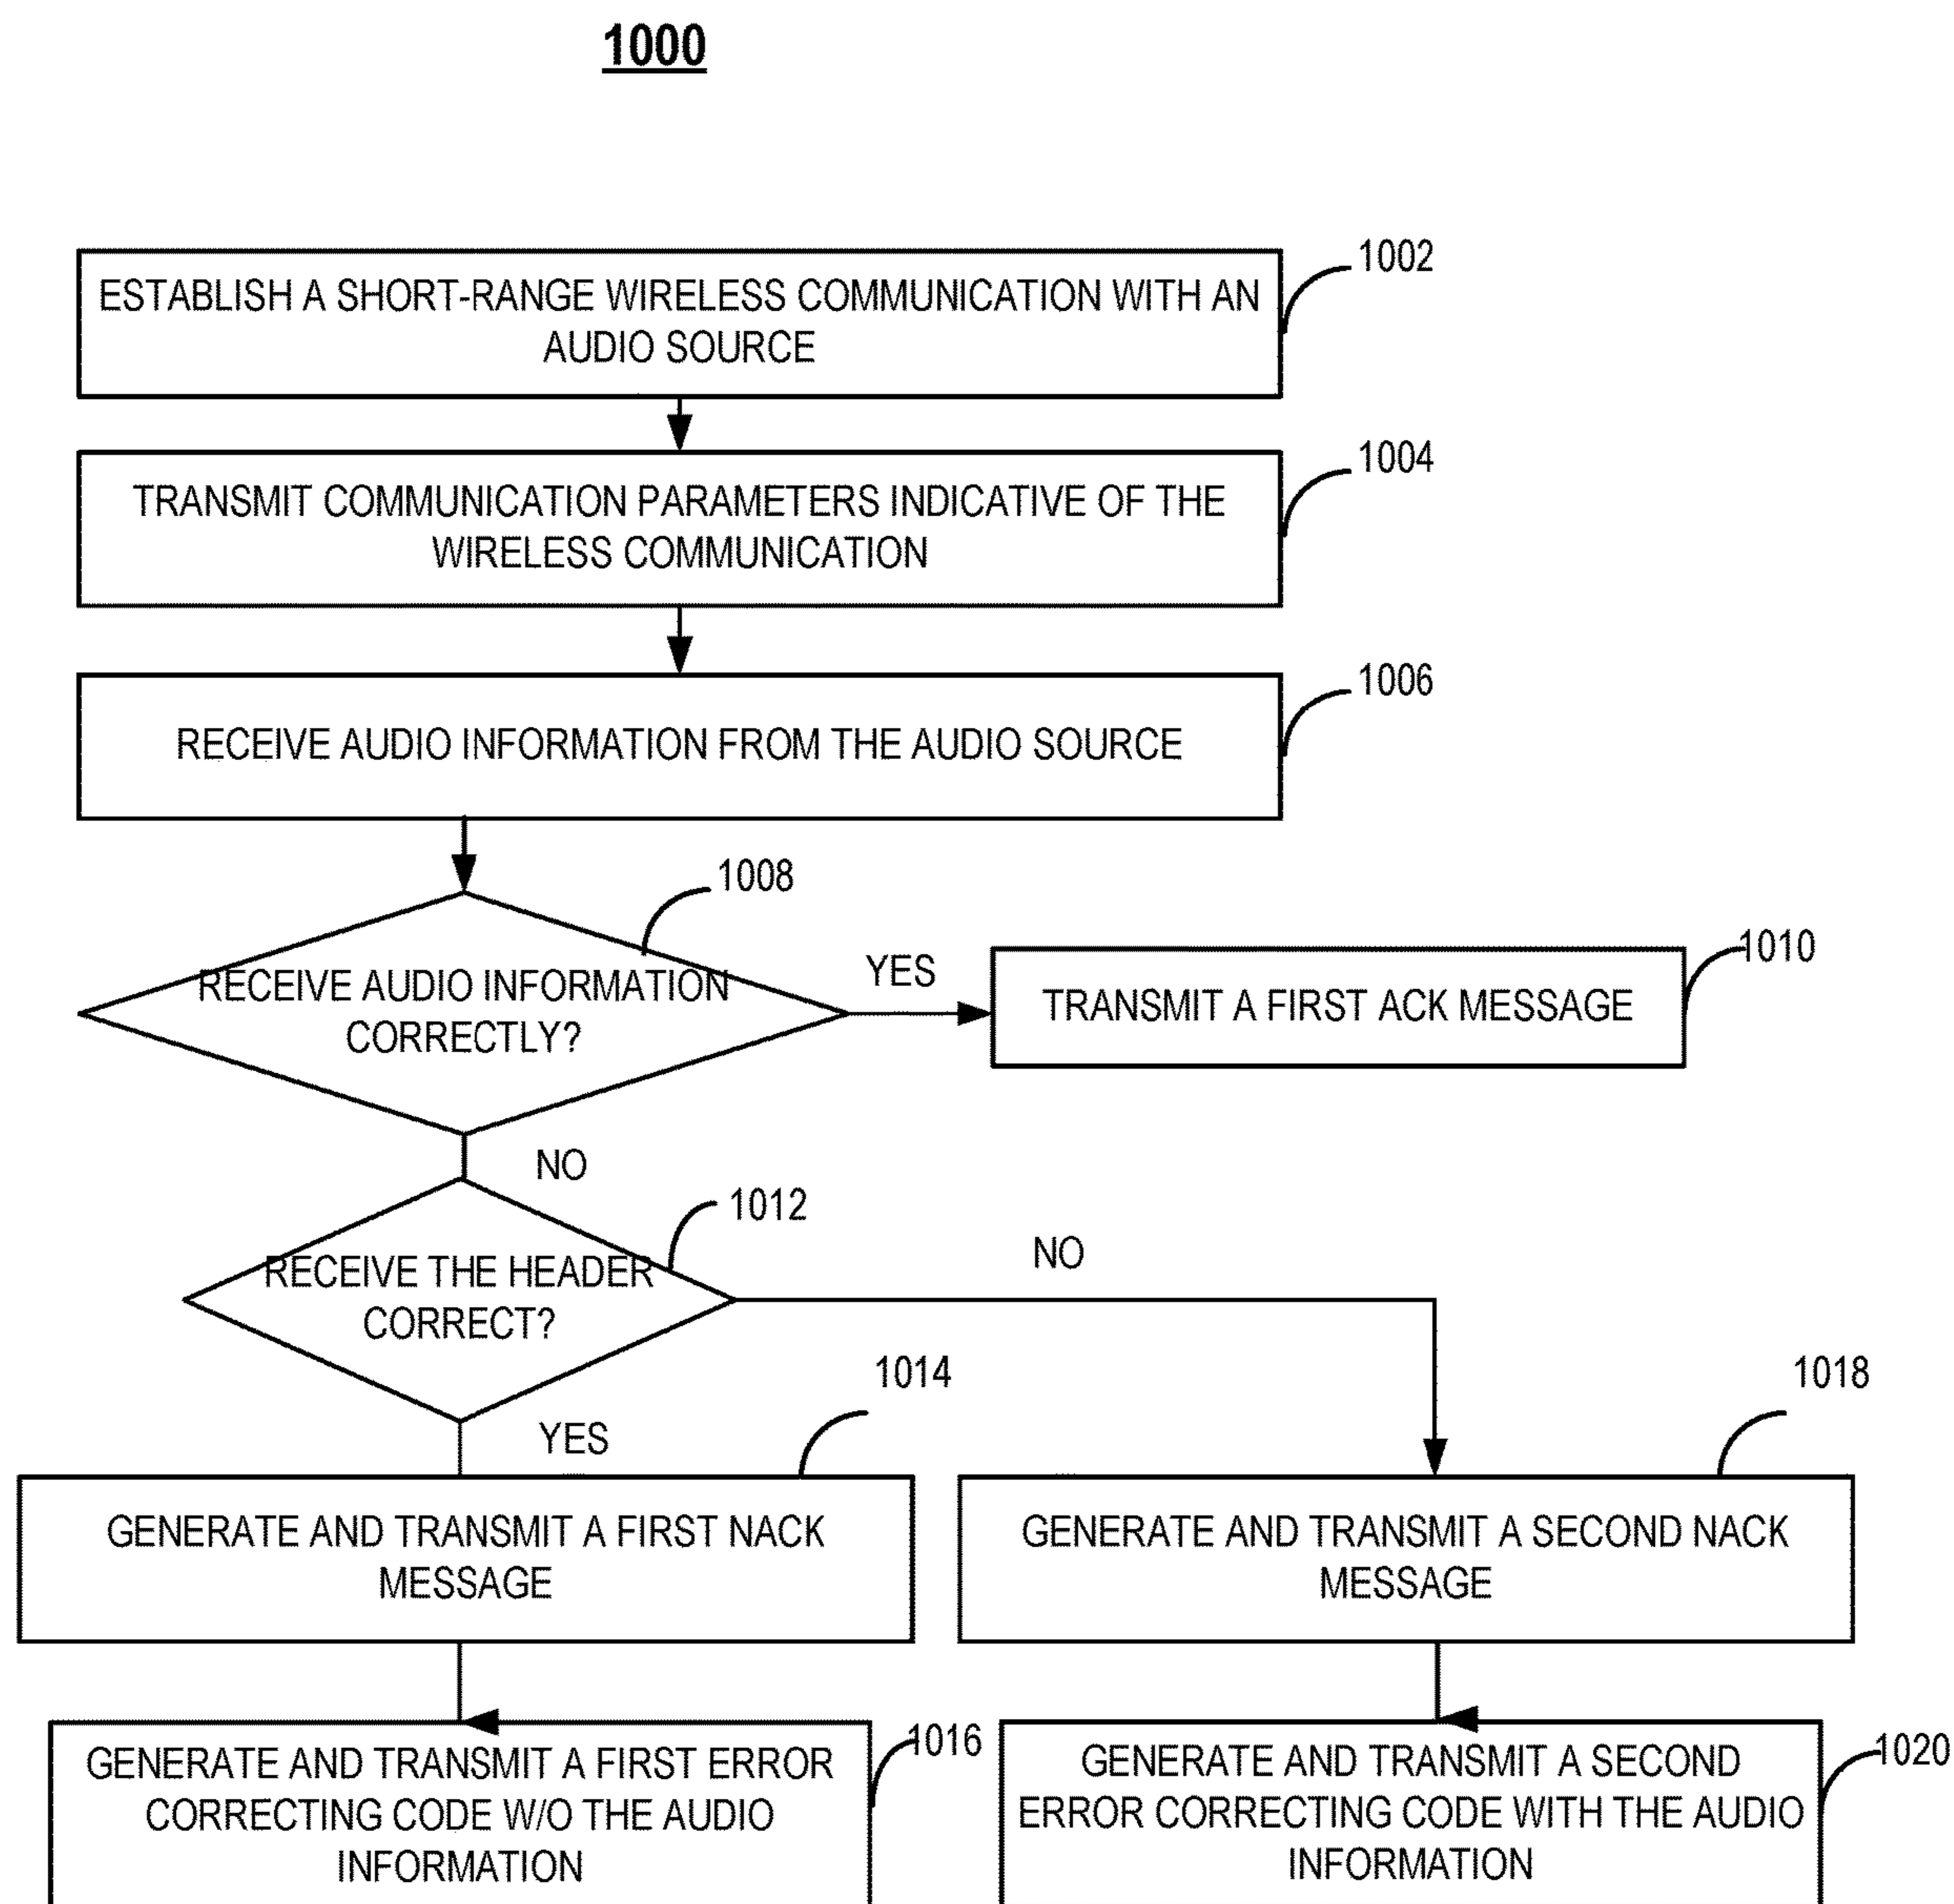 1000
1002
ESTABLISH A SHORT-RANGE WIRELESS COMMUNICATION WITH AN
AUDIO SOURCE
1004
TRANSMIT COMMUNICATION PARAMETERS INDICATIVE OF THE
WIRELESS COMMUNICATION
1006
RECEIVE AUDIO INFORMATION FROM THE AUDIO SOURCE
1008
RECEIVE AUDIO INFORMATION
CORRECTLY?
YES
1010
TRANSMIT A FIRST ACK MESSAGE
NO
1012
RECEIVE THE HEADER
CORRECT?
NO
YES
1014
GENERATE AND TRANSMIT A FIRST NACK
MESSAGE
1018
GENERATE AND TRANSMIT A SECOND NACK
MESSAGE
1016
GENERATE AND TRANSMIT A FIRST ERROR
CORRECTING CODE W/O THE AUDIO
INFORMATION
1020
GENERATE AND TRANSMIT A SECOND
ERROR CORRECTING CODE WITH THE AUDIO
INFORMATION